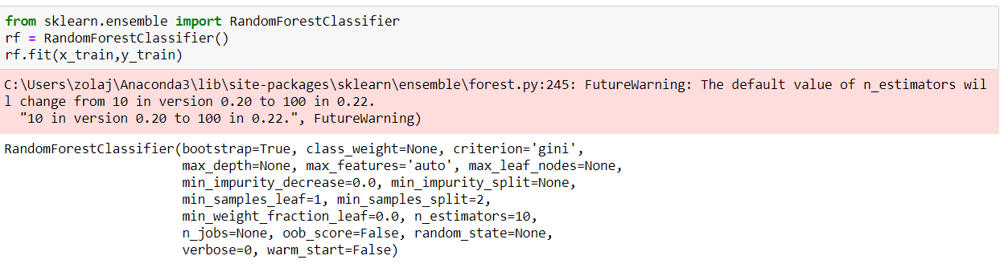 from sklearn.ensemble import RandomForestClassifier
rf = RandomForestClassifier()
rf.fit(x_train,y_train)
C:\Users\zolaj\Anaconda3\lib\site-packages\sklearn\ensemble\forest.py:245: FutureWarning: The default value of n_estimators wil
l change from 10 in version 0.20 to 100 in 0.22.
  "10 in version 0.20 to 100 in 0.22.", FutureWarning)
RandomForestClassifier(bootstrap=True, class_weight=None, criterion='gini',
                       max_depth=None, max_features='auto', max_leaf_nodes=None,
                       min_impurity_decrease=0.0, min_impurity_split=None,
                       min_samples_leaf=1, min_samples_split=2,
                       min_weight_fraction_leaf=0.0, n_estimators=10,
                       n_jobs=None, oob_score=False, random_state=None,
                       verbose=0, warm_start=False)